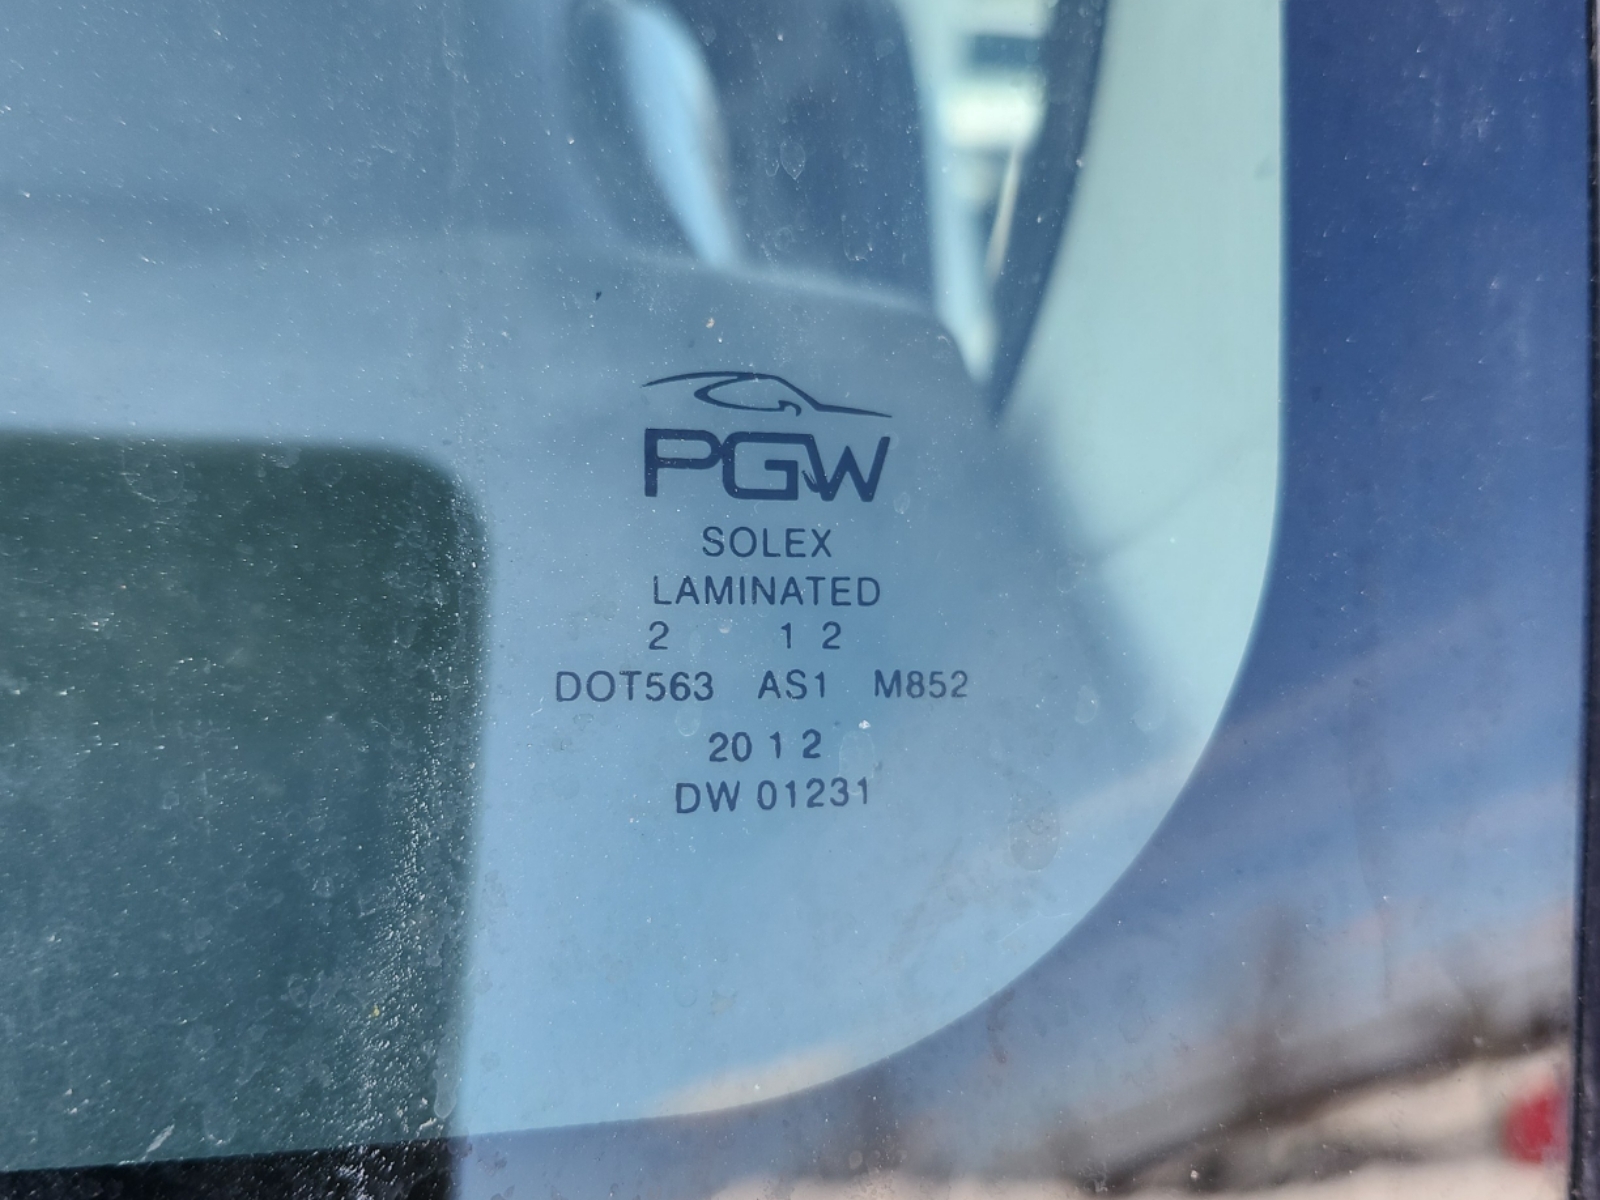 PGW
SOLEX
LAMINATED
2 1 2
DOT563 AS1 M852
20 1 2
DW 01231